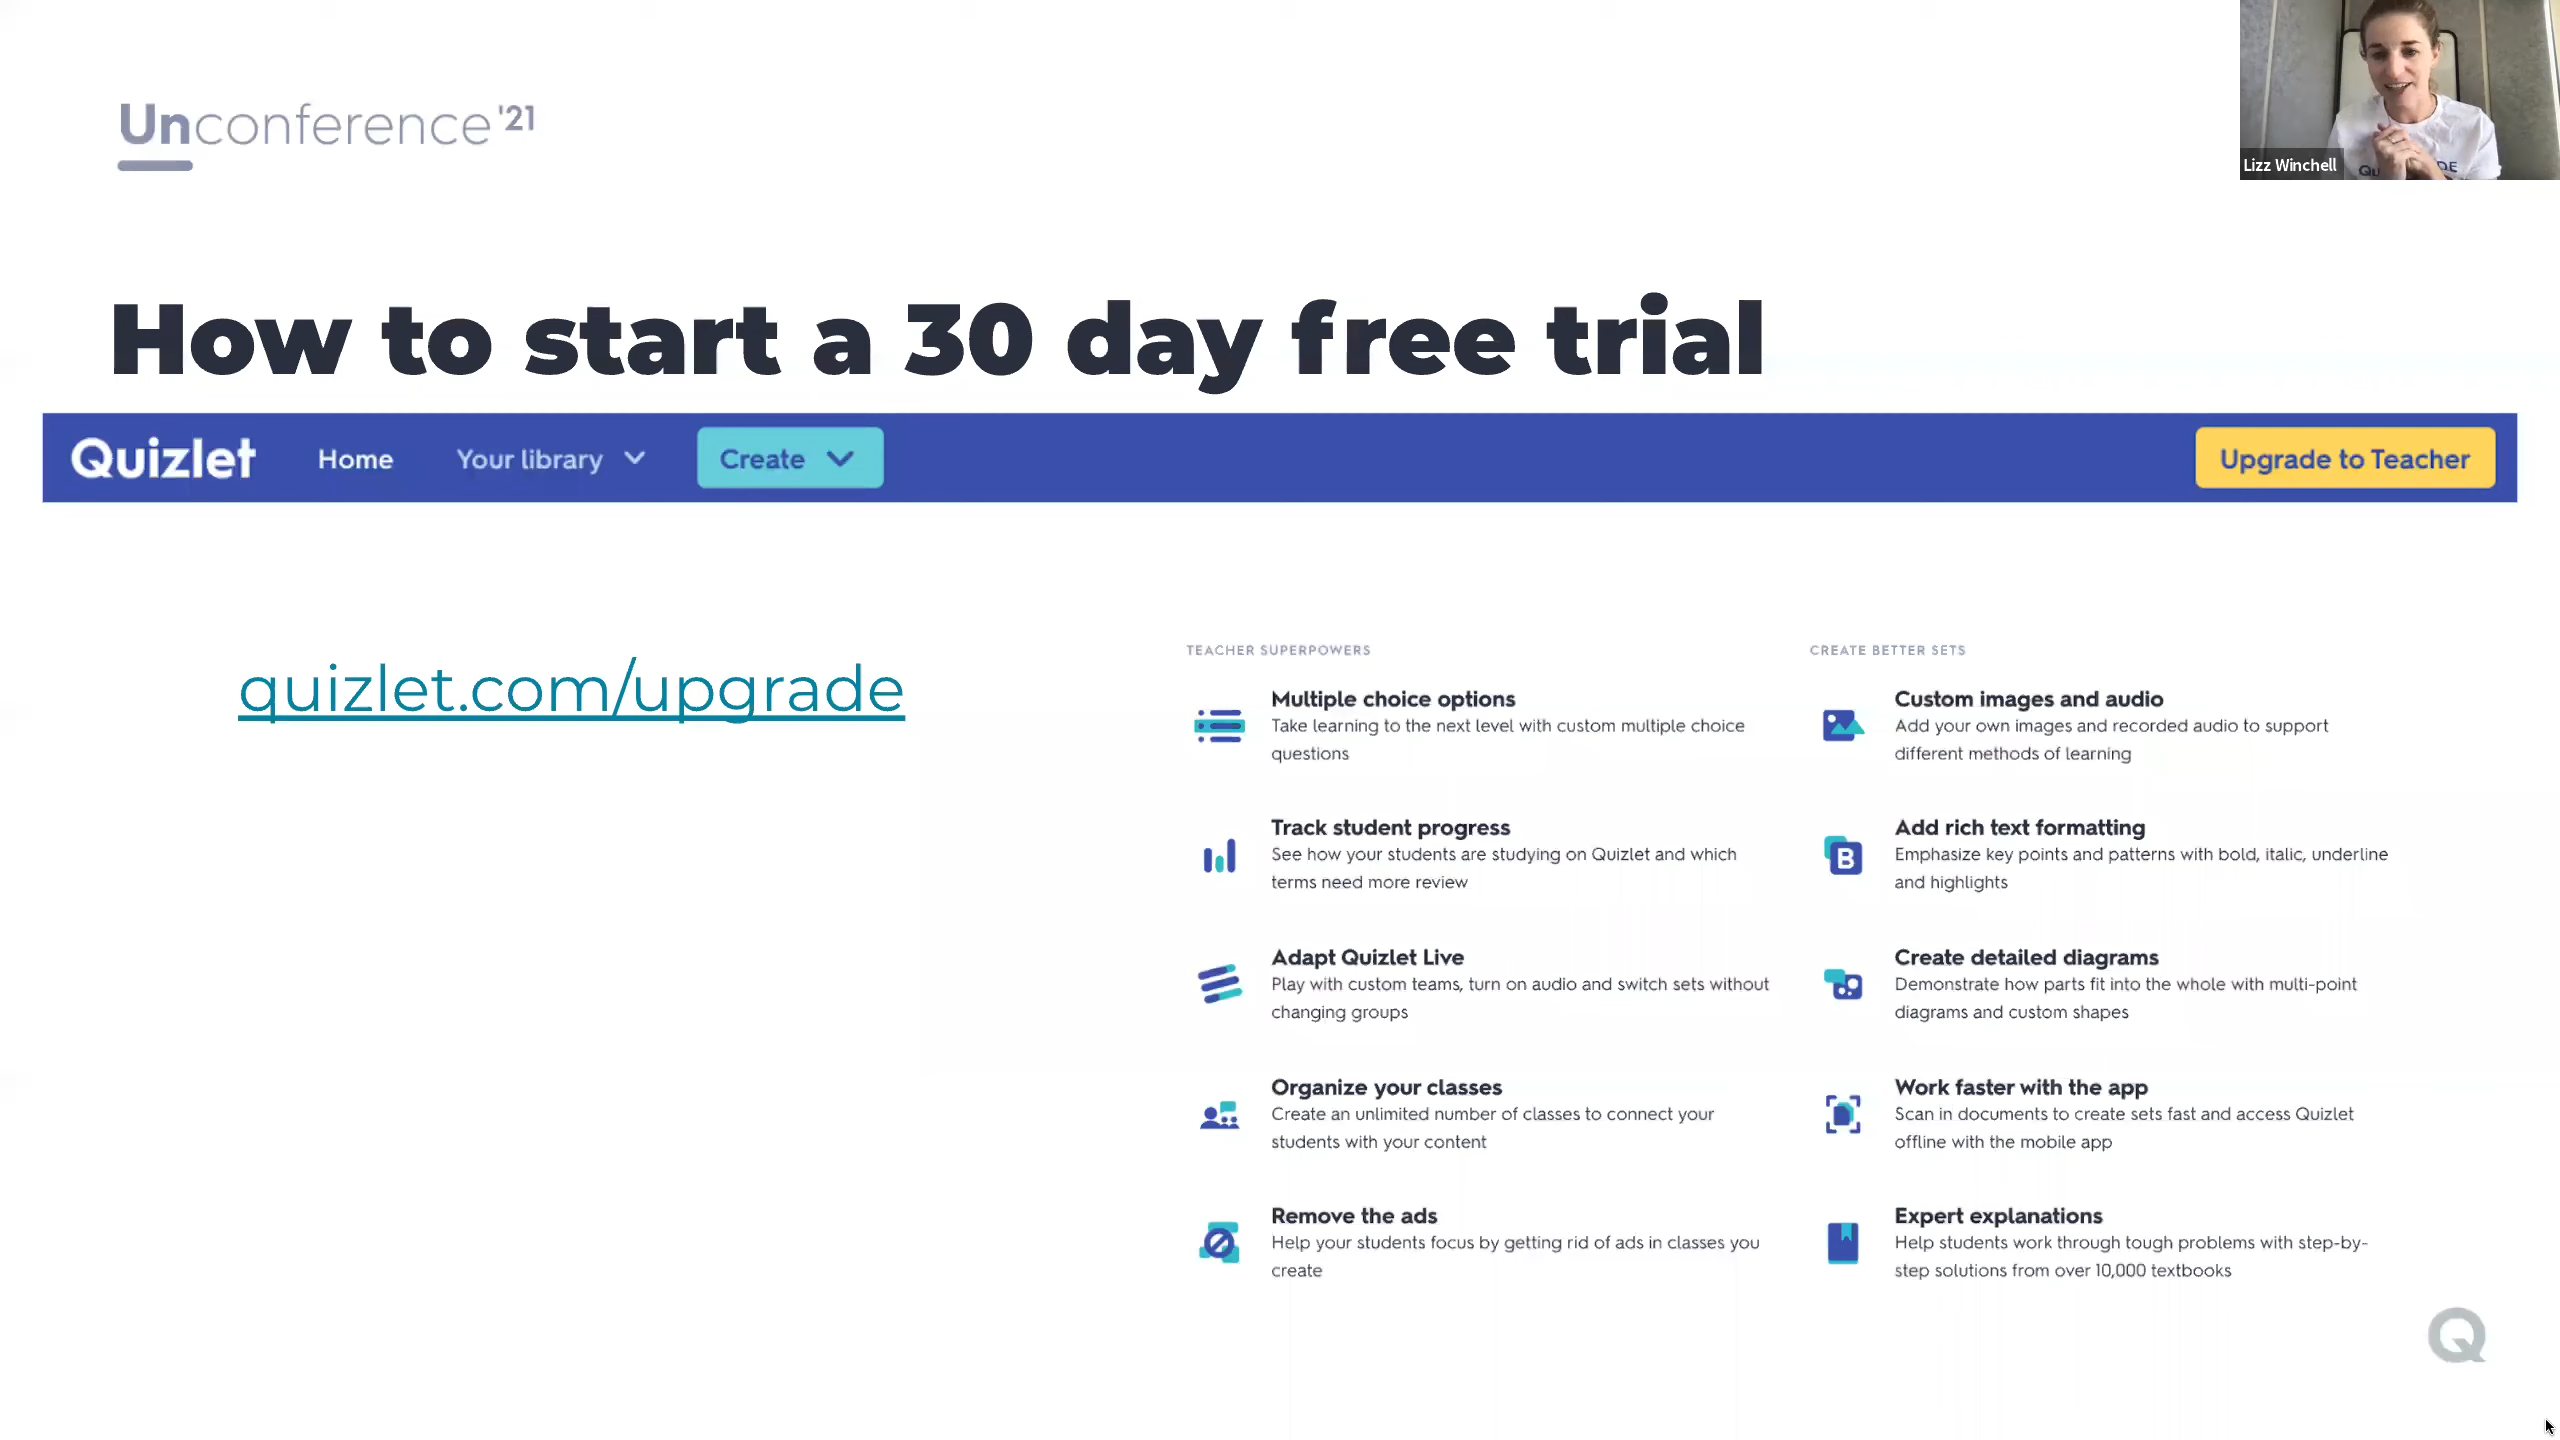 Unconference '21
Lizz Winchell
How to start a 30 day free trial
Quizlet Home Your library Create Upgrade to Teacher
quizlet.com/upgrade
TEACHER SUPERPOWERS
Multiple choice options
Take learning to the next level with custom multiple choice
questions
Track student progress
See how your students are studying on Quizlet and which
terms need more review
Adapt Quizlet Live
Play with custom teams, turn on audio and switch sets without
changing groups
Organize your classes
Create an unlimited number of classes to connect your
students with your content
Remove the ads
Help your students focus by getting rid of ads in classes you
create
CREATE BETTER SETS
Custom images and audio
Add your own images and recorded audio to support
different methods of learning
Add rich text formatting
B
Emphasize key points and patterns with bold, italic, underline
and highlights
Create detailed diagrams
Demonstrate how parts fit into the whole with multi-point
diagrams and custom shapes
Work faster with the app
Scan in documents to create sets fast and access Quizlet
offline with the mobile app
Expert explanations
Help students work through tough problems with step-by-
step solutions from over 10,000 textbooks
Q